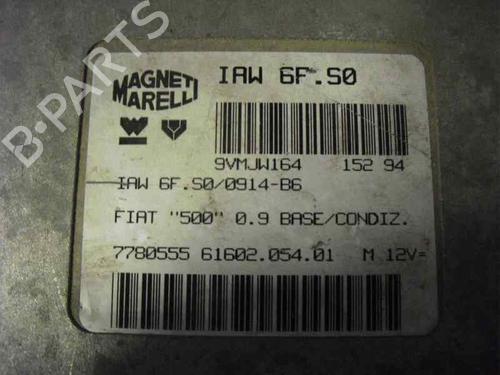 B-PARTS
MAGNETI MARELLI
IAW 6F.S0
9VMJW164 152 94
IAW 6F.S0/0914-B6
FIAT "500" 0.9 BASE/CONDIZ.
7780555 61602.054.01 M 12V=